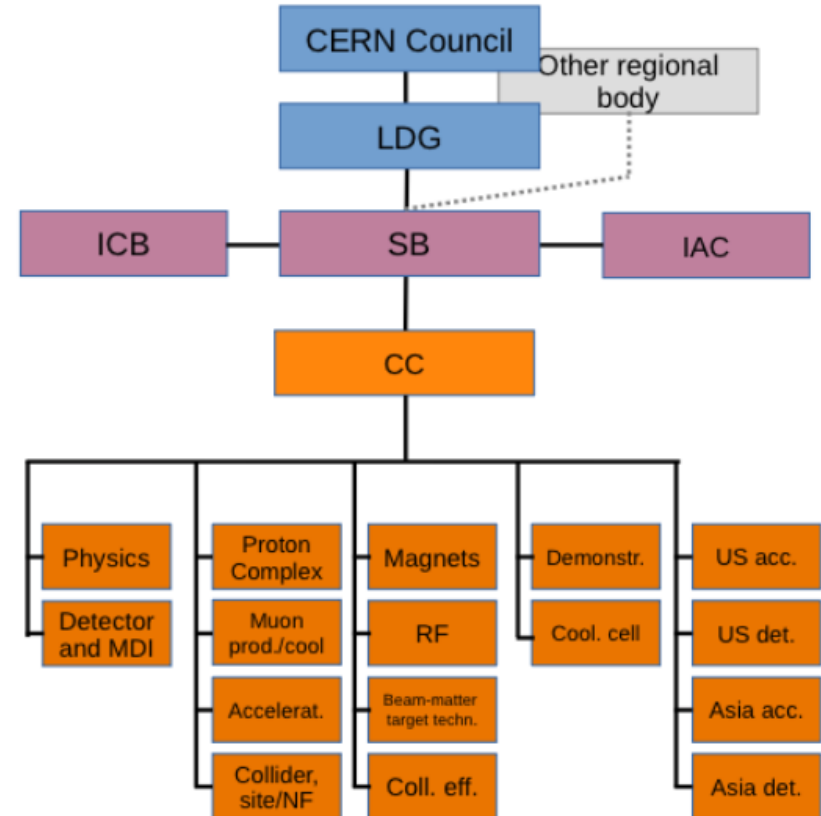 CERN Council
Other regional
body
LDG
ICB
SB
IAC
CC
Physics
Detector
and MDI
Proton
Complex
Muon
prod./cool
Accelerat.
Collider,
site/NF
Magnets
RF
Beam-matter
target techn.
Coll. eff.
Demonstr.
Cool. cell
US acc.
US det.
Asia acc.
Asia det.